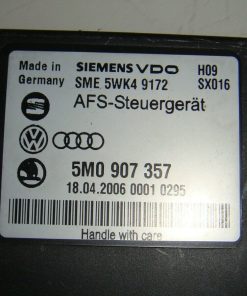 Made in SIEMENS VDO H09
Germany SME 5WK4 9172 SX016
AFS-Steuergerät
5M0 907 357
18.04.2006 0001 0295
Handle with care